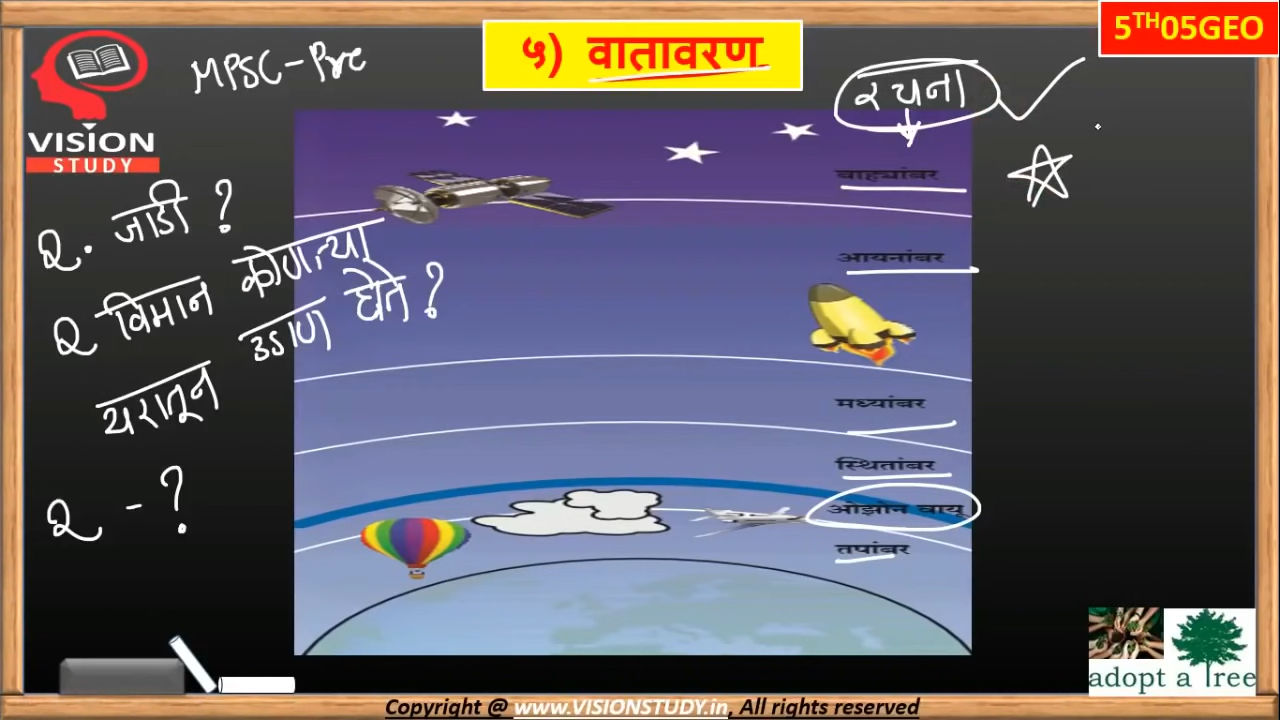 5TH05GEO
५) वातावरण
MPSC-Pre
रचना
VISION
STUDY
बाह्यांबर
Q. जाडी ?
आयनांबर
Q विमान कोणत्या
थरातून उडाण घेते ?
मध्यांबर
स्थितांबर
Q - ?
ओझोन वायू
तपांबर
adopt a Tree
Copyright @ www.VISIONSTUDY.in, All rights reserved